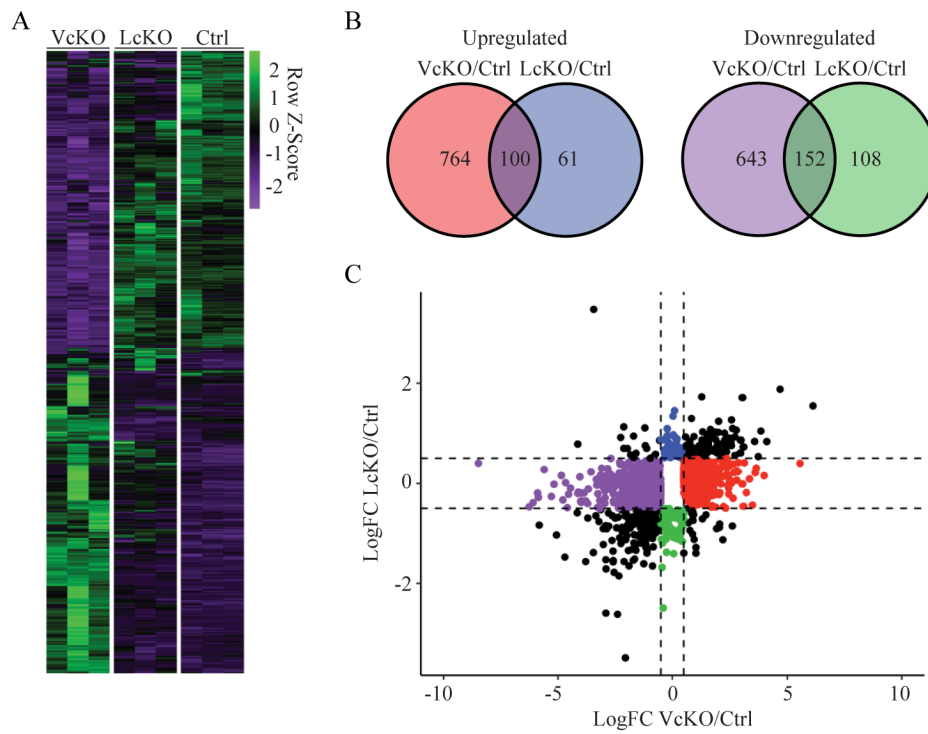 A
VcKO LcKO Ctrl
2
1
0
-1
-2
Row Z-Score
B
Upregulated
VcKO/Ctrl LcKO/Ctrl
764 100 61
Downregulated
VcKO/Ctrl LcKO/Ctrl
643 152 108
C
LogFC LcKO/Ctrl
2
0
-2
-10 -5 0 5 10
LogFC VcKO/Ctrl